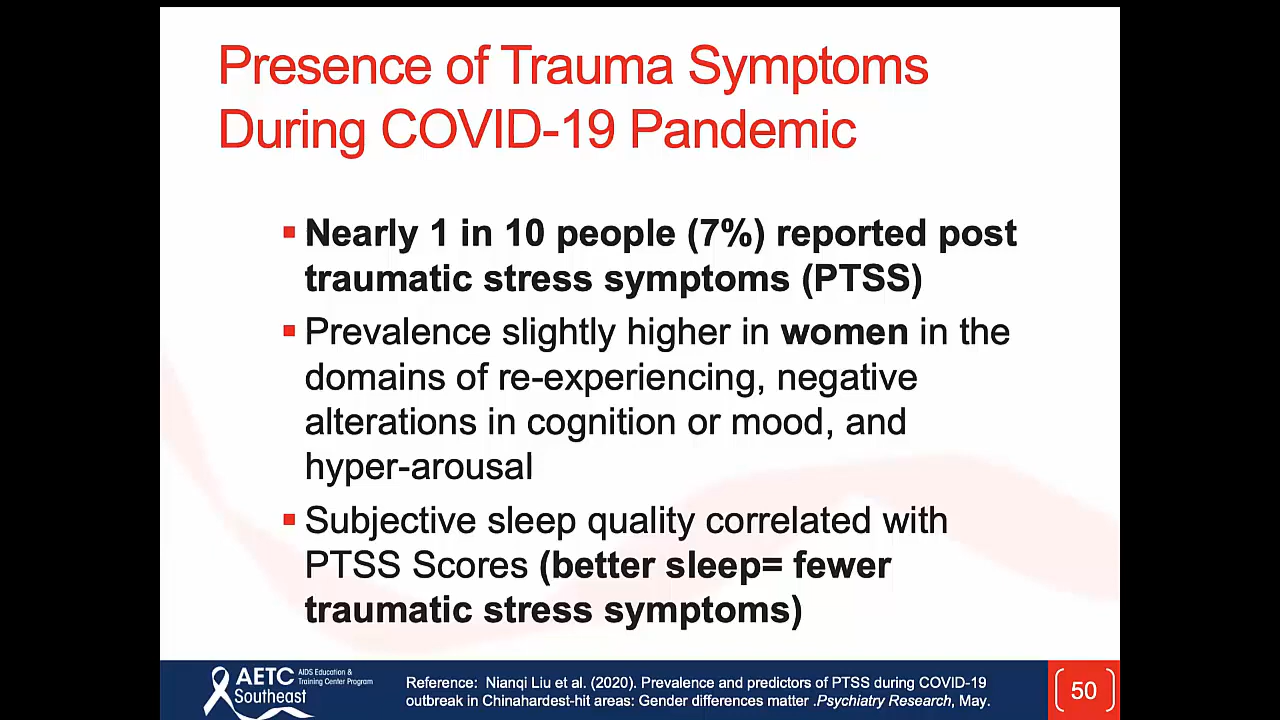 Presence of Trauma Symptoms
During COVID-19 Pandemic
▪ Nearly 1 in 10 people (7%) reported post
traumatic stress symptoms (PTSS)
▪ Prevalence slightly higher in women in the
domains of re-experiencing, negative
alterations in cognition or mood, and
hyper-arousal
▪ Subjective sleep quality correlated with
PTSS Scores (better sleep= fewer
traumatic stress symptoms)
AETC AIDS Education &
Training Center Program
Southeast
Reference: Nianqi Liu et al. (2020). Prevalence and predictors of PTSS during COVID-19
outbreak in Chinahardest-hit areas: Gender differences matter .Psychiatry Research, May.
50